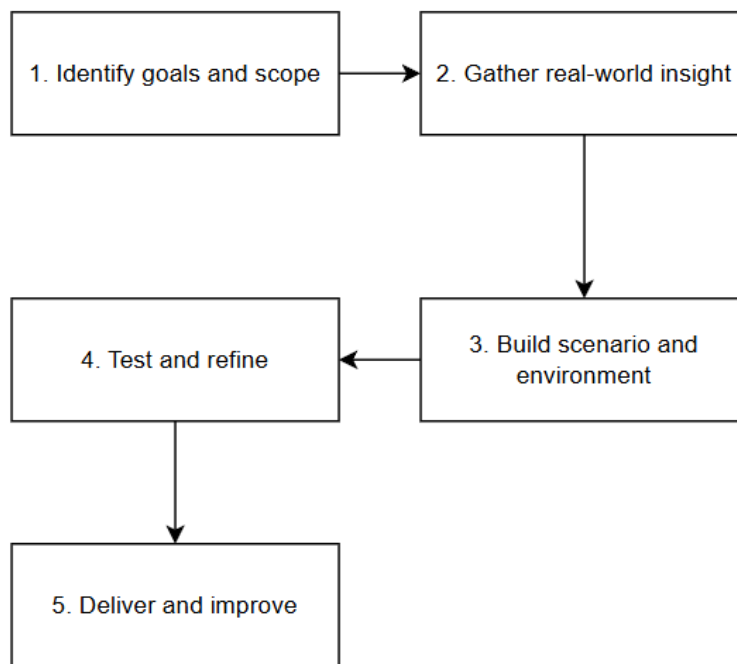 1. Identify goals and scope
2. Gather real-world insight
3. Build scenario and
environment
4. Test and refine
5. Deliver and improve